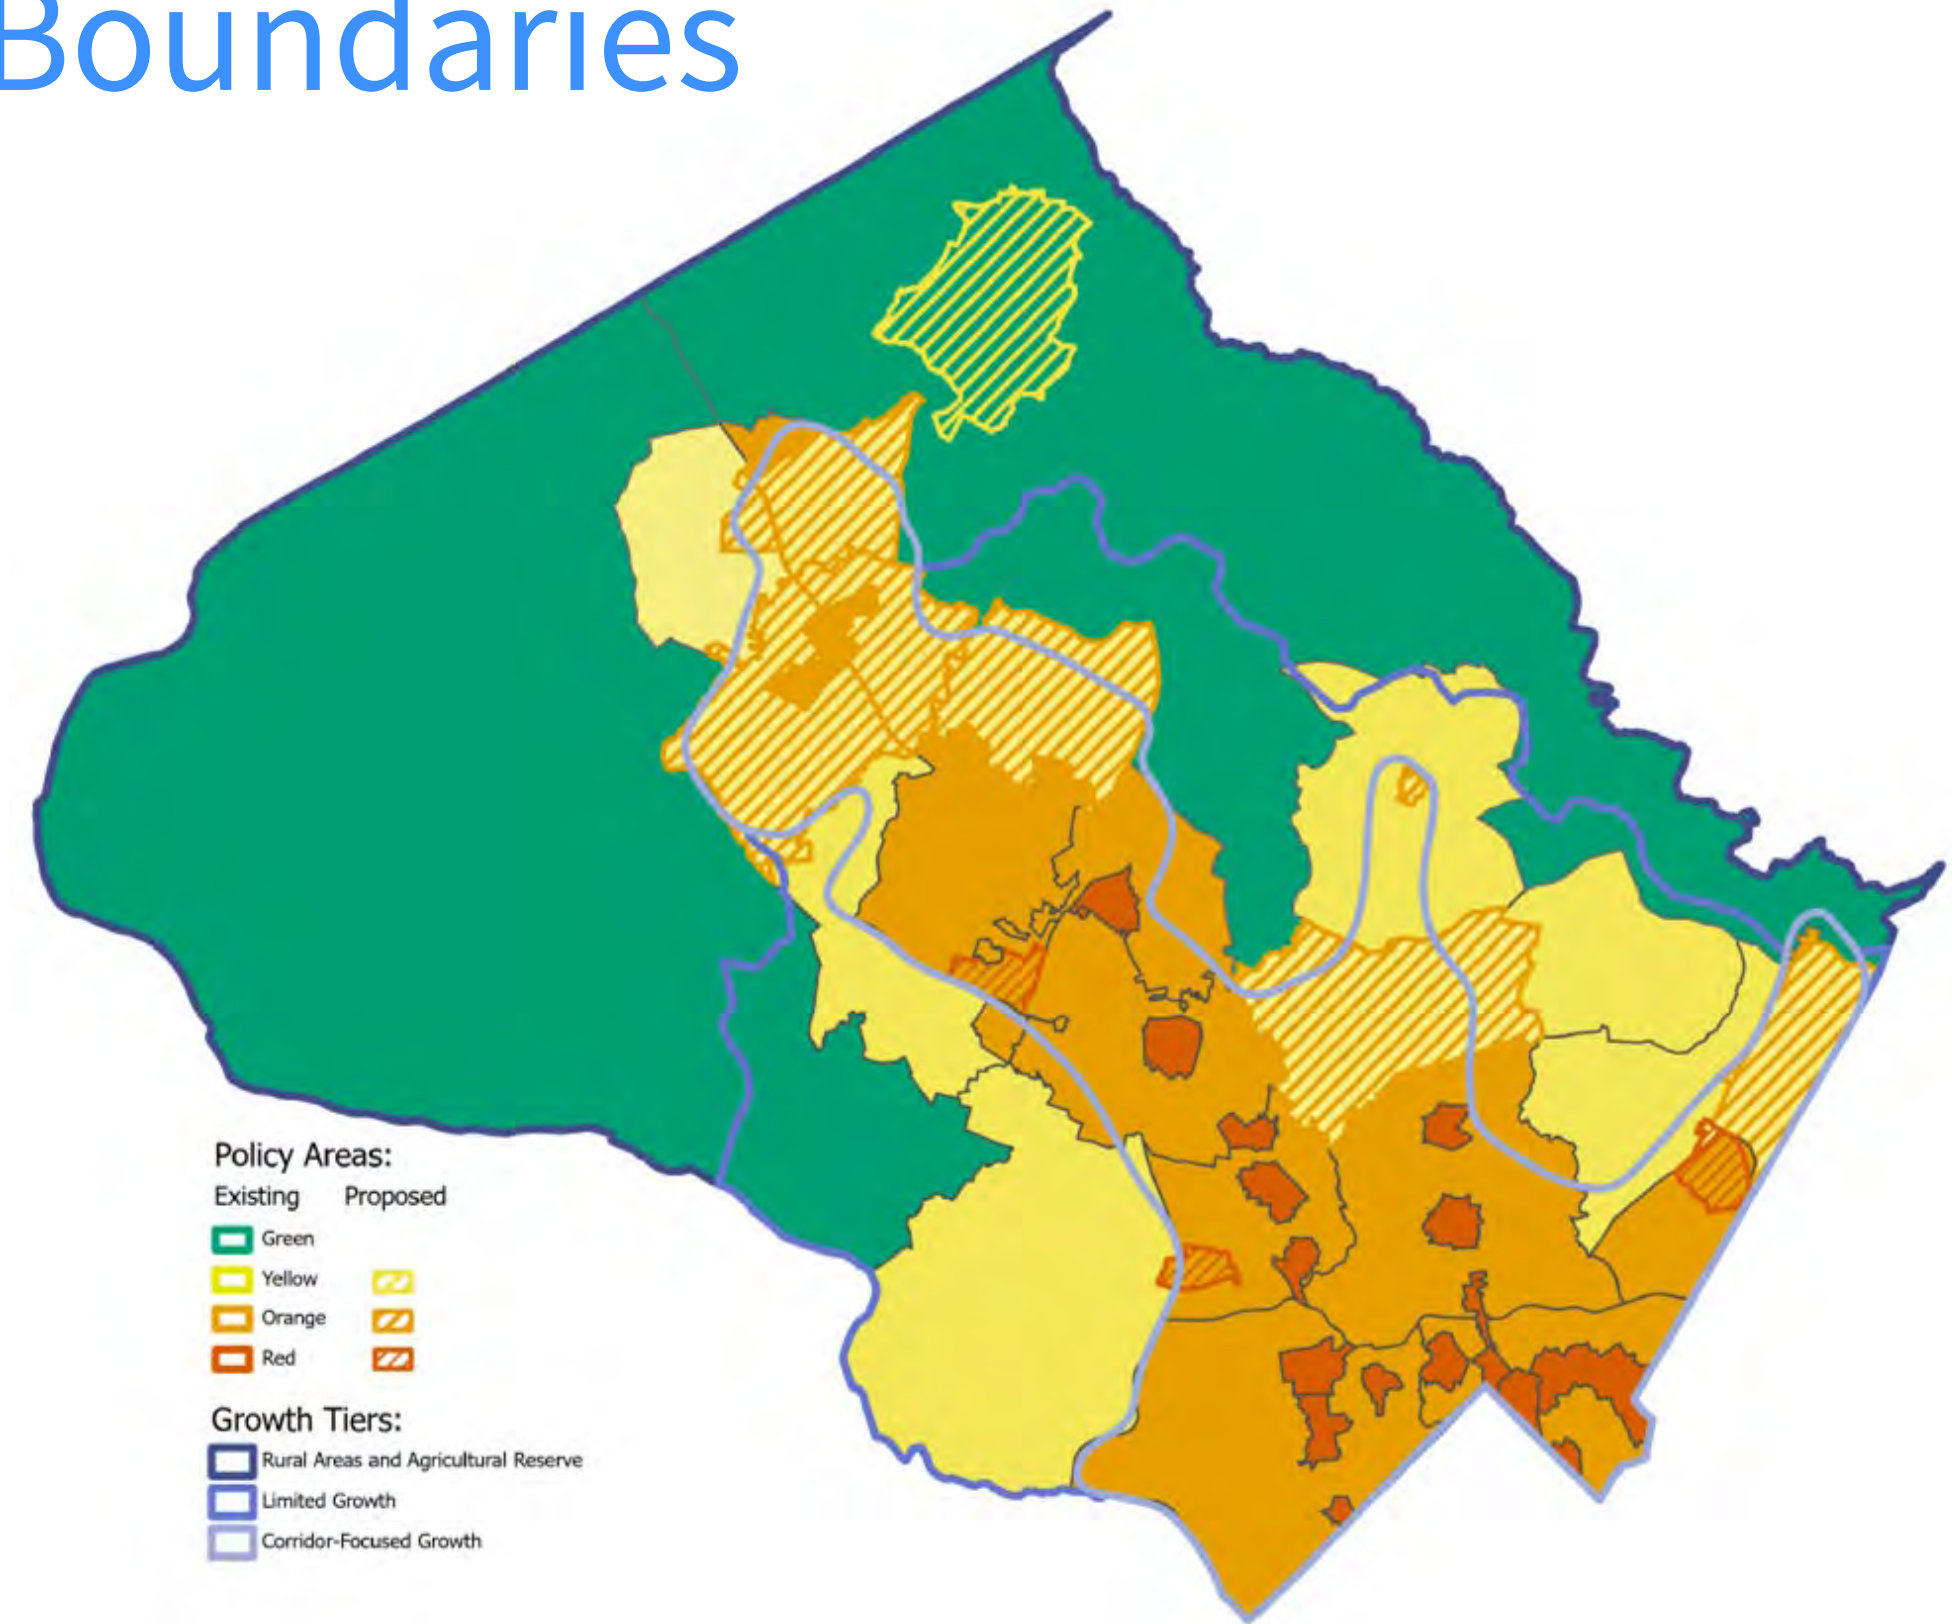 Boundaries
Policy Areas:
Existing Proposed
Green
Yellow
Orange
Red
Growth Tiers:
Rural Areas and Agricultural Reserve
Limited Growth
Corridor-Focused Growth